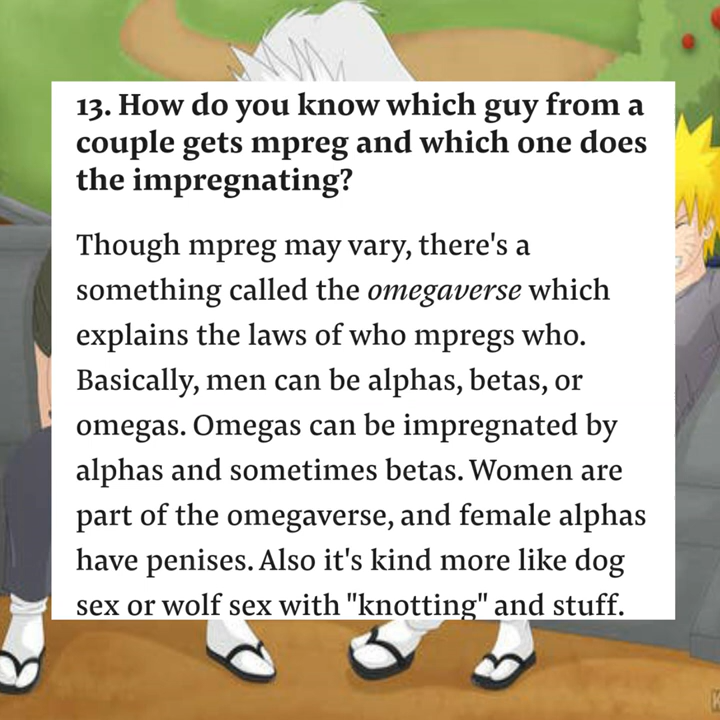 13. How do you know which guy from a
couple gets mpreg and which one does
the impregnating?
Though mpreg may vary, there's a
something called the omegaverse which
explains the laws of who mpregs who.
Basically, men can be alphas, betas, or
omegas. Omegas can be impregnated by
alphas and sometimes betas. Women are
part of the omegaverse, and female alphas
have penises. Also it's kind more like dog
sex or wolf sex with "knotting" and stuff.